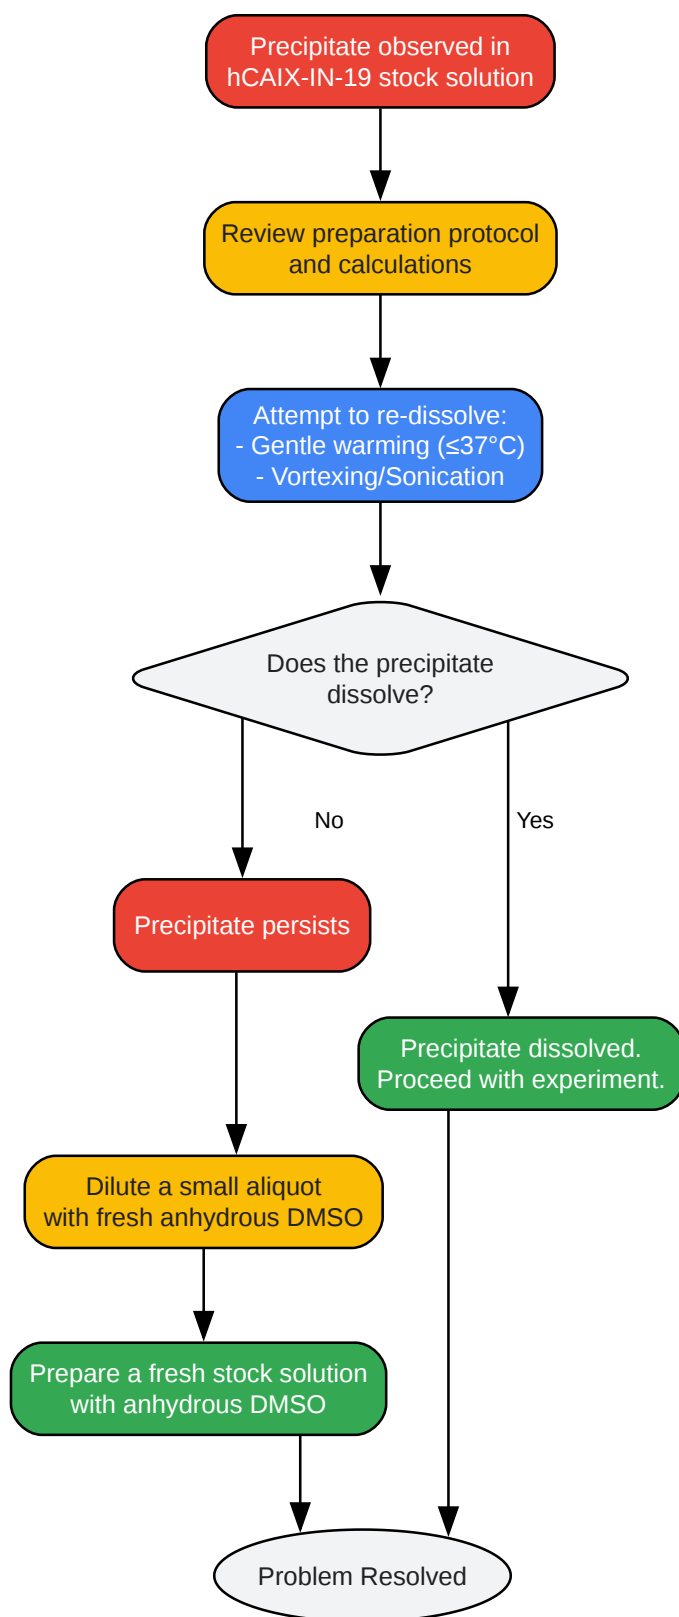 Precipitate observed in
hCAIX-IN-19 stock solution
Review preparation protocol
and calculations
Attempt to re-dissolve:
- Gentle warming (≤37°C)
- Vortexing/Sonication
Does the precipitate
dissolve?
No
Yes
Precipitate persists
Precipitate dissolved.
Proceed with experiment.
Dilute a small aliquot
with fresh anhydrous DMSO
Prepare a fresh stock solution
with anhydrous DMSO
Problem Resolved